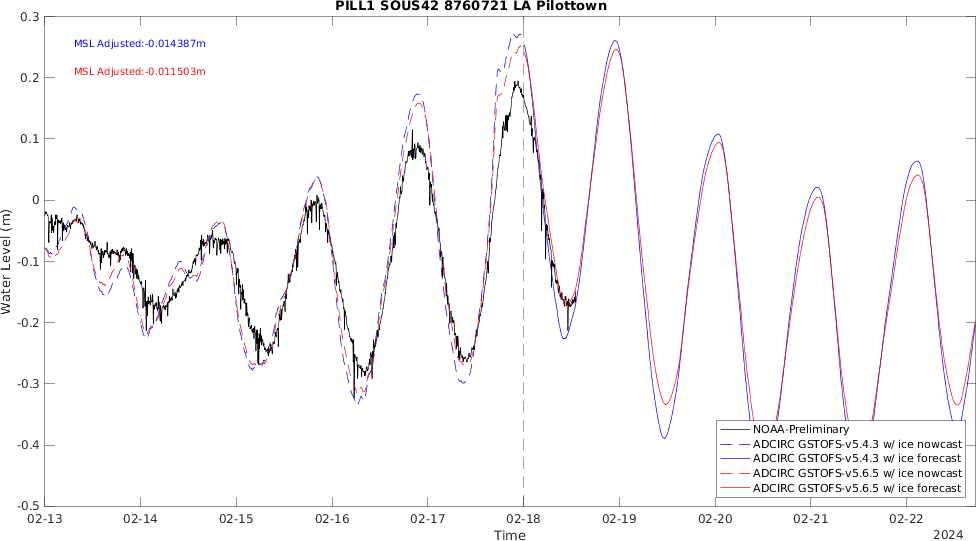 PILL1 SOUS42 8760721 LA Pilottown
MSL Adjusted:-0.014387m
MSL Adjusted:-0.011503m
Water Level (m)
0.3
0.2
0.1
0
-0.1
-0.2
-0.3
-0.4
-0.5
NOAA-Preliminary
ADCIRC GSTOFS-v5.4.3 w/ ice nowcast
ADCIRC GSTOFS-v5.4.3 w/ ice forecast
ADCIRC GSTOFS-v5.6.5 w/ ice nowcast
ADCIRC GSTOFS-v5.6.5 w/ ice forecast
02-13 02-14 02-15 02-16 02-17 02-18 02-19 02-20 02-21 02-22
Time
2024